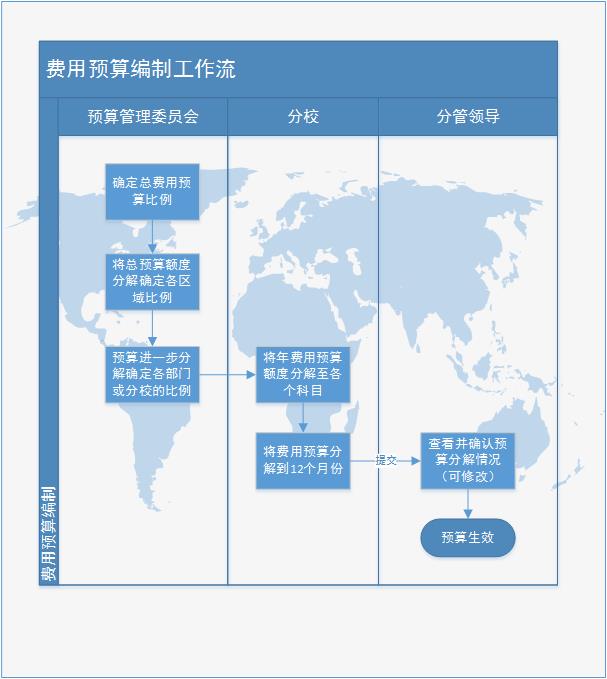 费用预算编制工作流
预算管理委员会
分校
分管领导
确定总费用预
算比例
将总预算额度
分解确定各区
域比例
预算进一步分
解确定各部门
或分校的比例
将年费用预算
额度分解至各
个科目
将费用预算分
解到12个月份
提交
查看并确认预
算分解情况
（可修改）
预算生效
费用预算编制